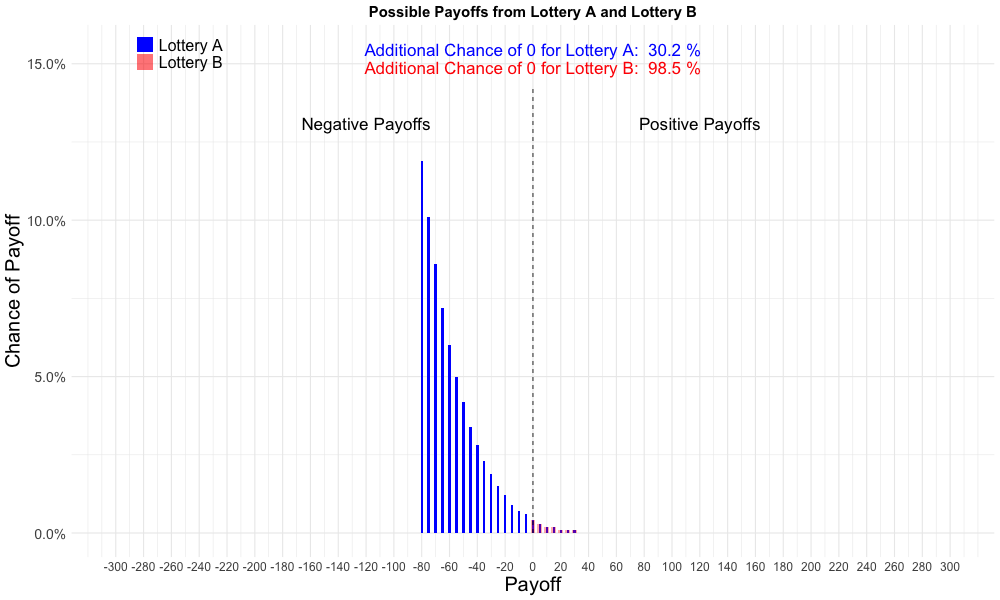 Possible Payoffs from Lottery A and Lottery B
Lottery A
Lottery B
Additional Chance of 0 for Lottery A: 30.2 %
Additional Chance of 0 for Lottery B: 98.5 %
Negative Payoffs
Positive Payoffs
Chance of Payoff
15.0%
10.0%
5.0%
0.0%
-300 -280 -260 -240 -220 -200 -180 -160 -140 -120 -100 -80 -60 -40 -20 0 20 40 60 80 100 120 140 160 180 200 220 240 260 280 300
Payoff